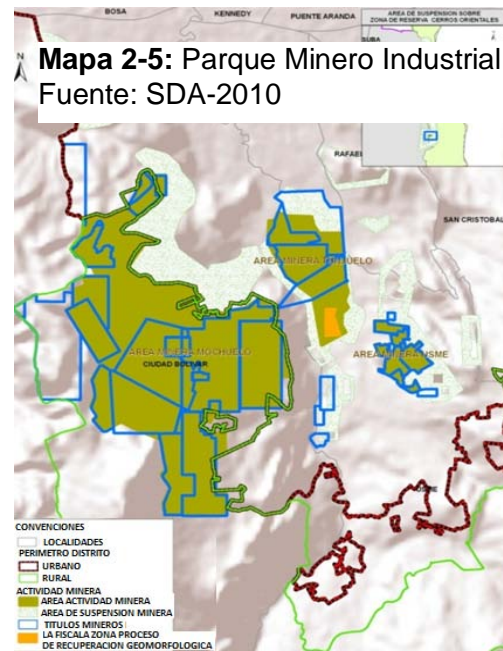 BOSA
KENNEDY
PUENTE ARANDA
AREA DE SUSPENSION SOBRE
ZONA DE RESERVA CERROS ORIENTALES
SUBA
N
Mapa 2-5: Parque Minero Industrial
Fuente: SDA-2010
RAFAEL
SAN CRISTOBAL
AREA MINERA TUNJUELO
AREA MINERA MOCHUELO
CIUDAD BOLIVAR
AREA MINERA USME
USME
CONVENCIONES
LOCALIDADES
PERIMETRO DISTRITO
URBANO
RURAL
ACTIVIDAD MINERA
AREA ACTIVIDAD MINERA
AREA DE SUSPENSION MINERA
TITULOS MINEROS
LA FISCALA ZONA PROCESO
DE RECUPERACION GEOMORFOLOGICA